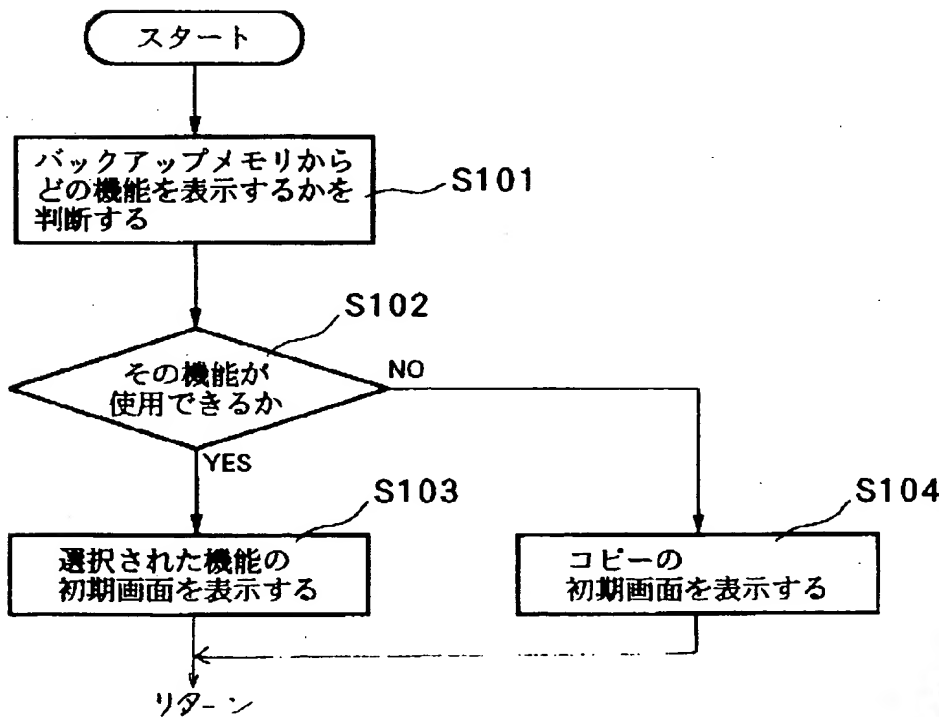 スタート
バックアップメモリから
どの機能を表示するかを
判断する
S101
S102
その機能が
使用できるか
NO
YES
S103
選択された機能の
初期画面を表示する
S104
コピーの
初期画面を表示する
リターン